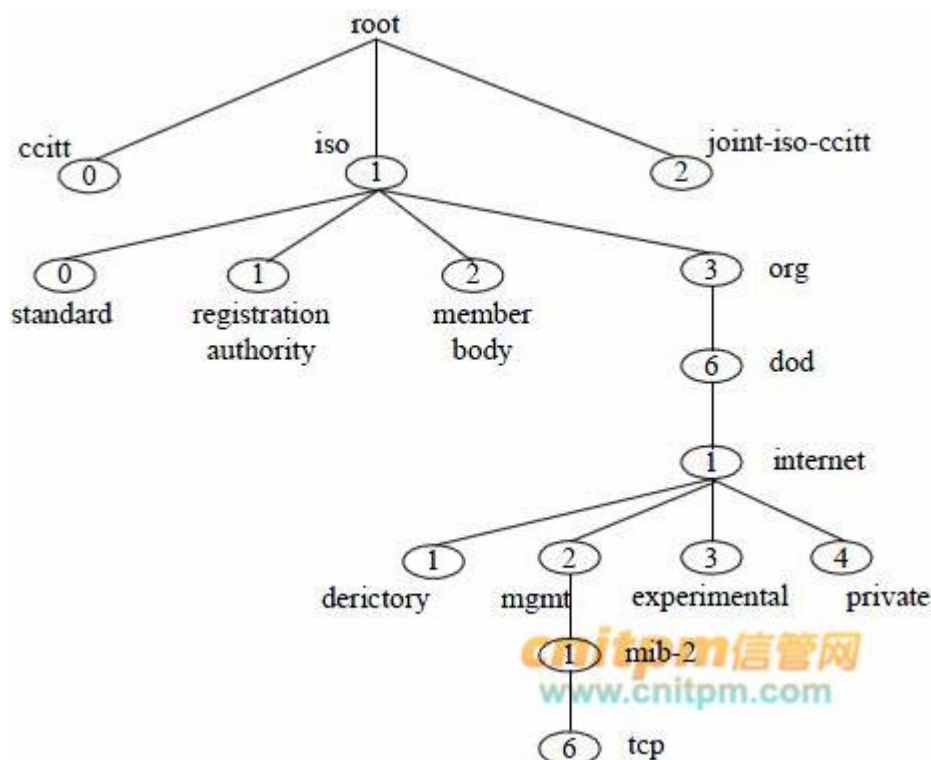 root
ccitt
0
iso
1
joint-iso-ccitt
2
0
standard
1
registration
authority
2
member
body
3
org
6
dod
1
internet
1
derictory
2
mgmt
3
experimental
4
private
1
mib-2
6
tcp
cnitpm信管网
www.cnitpm.com